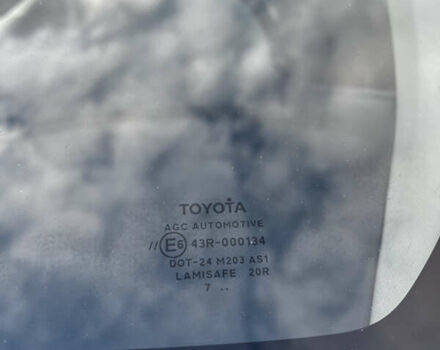 TOYOTA
AGC AUTOMOTIVE
// E6 43R-000134
DOT-24 M203 AS1
LAMISAFE 20R
7 ..